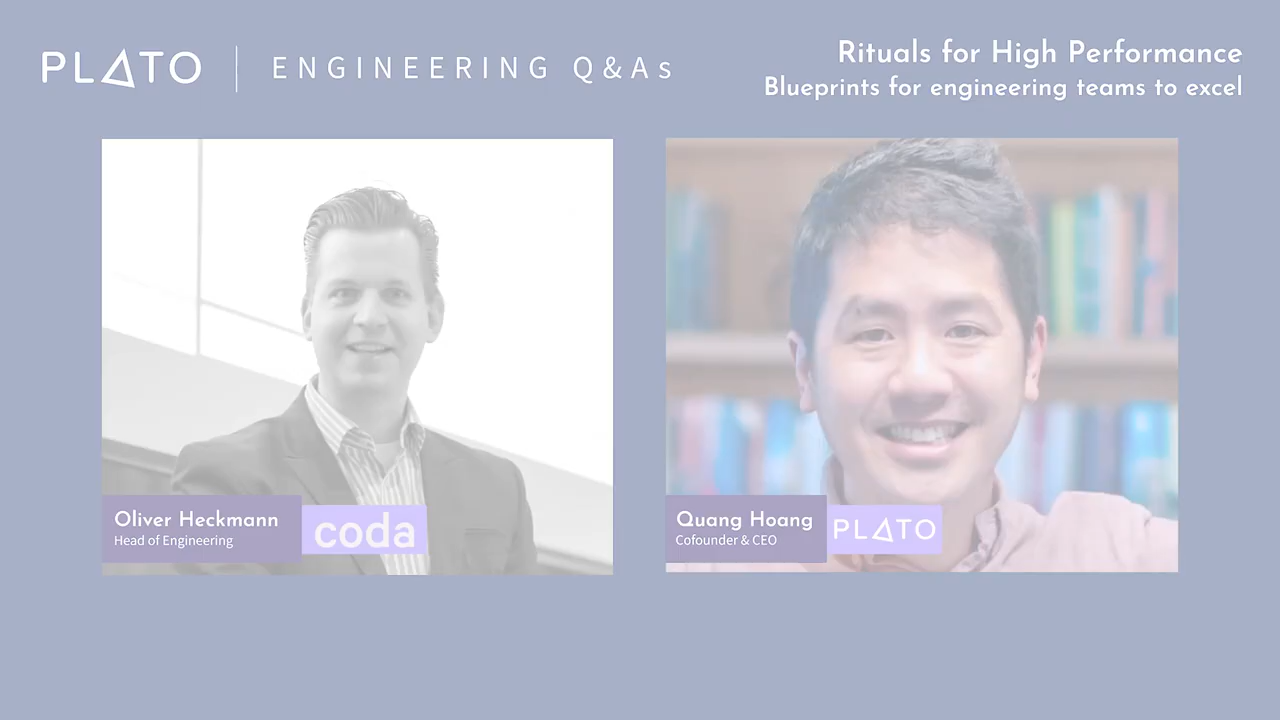 PLATO
ENGINEERING Q&As
Rituals for High Performance
Blueprints for engineering teams to excel
Oliver Heckmann
Head of Engineering
coda
Quang Hoang
Cofounder & CEO
PLATO